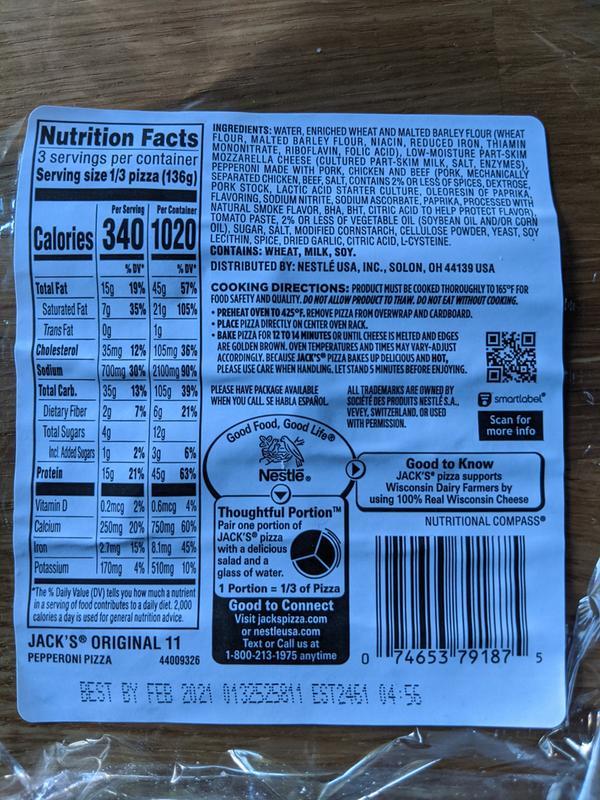 Nutrition Facts
3 servings per container
Serving size 1/3 pizza (136g)
Per Serving Per Container
Calories 340 1020
% DV* % DV*
Total Fat 15g 19% 45g 57%
Saturated Fat 7g 35% 21g 105%
Trans Fat 0g 1g
Cholesterol 35mg 12% 105mg 36%
Sodium 700mg 30% 2100mg 90%
Total Carb. 35g 13% 105g 39%
Dietary Fiber 2g 7% 6g 21%
Total Sugars 4g 12g
Incl. Added Sugars 1g 2% 3g 6%
Protein 15g 21% 45g 63%
Vitamin D 0.2mcg 2% 0.6mcg 4%
Calcium 250mg 20% 750mg 60%
Iron 2.7mg 15% 8.1mg 45%
Potassium 170mg 4% 510mg 10%
*The % Daily Value (DV) tells you how much a nutrient
in a serving of food contributes to a daily diet. 2,000
calories a day is used for general nutrition advice.
JACK'S® ORIGINAL 11
PEPPERONI PIZZA 44009326
INGREDIENTS: WATER, ENRICHED WHEAT AND MALTED BARLEY FLOUR (WHEAT
FLOUR, MALTED BARLEY FLOUR, NIACIN, REDUCED IRON, THIAMIN
MONONITRATE, RIBOFLAVIN, FOLIC ACID), LOW-MOISTURE PART-SKIM
MOZZARELLA CHEESE (CULTURED PART-SKIM MILK, SALT, ENZYMES),
PEPPERONI MADE WITH PORK, CHICKEN AND BEEF (PORK, MECHANICALLY
SEPARATED CHICKEN, BEEF, SALT, CONTAINS 2% OR LESS OF SPICES, DEXTROSE,
PORK STOCK, LACTIC ACID STARTER CULTURE, OLEORESIN OF PAPRIKA,
FLAVORING, SODIUM NITRITE, SODIUM ASCORBATE, PAPRIKA, PROCESSED WITH
NATURAL SMOKE FLAVOR, BHA, BHT, CITRIC ACID TO HELP PROTECT FLAVOR),
TOMATO PASTE, 2% OR LESS OF VEGETABLE OIL (SOYBEAN OIL AND/OR CORN
OIL), SUGAR, SALT, MODIFIED CORNSTARCH, CELLULOSE POWDER, YEAST, SOY
LECITHIN, SPICE, DRIED GARLIC, CITRIC ACID, L-CYSTEINE.
CONTAINS: WHEAT, MILK, SOY.
DISTRIBUTED BY: NESTLÉ USA, INC., SOLON, OH 44139 USA
COOKING DIRECTIONS: PRODUCT MUST BE COOKED THOROUGHLY TO 165°F FOR
FOOD SAFETY AND QUALITY. DO NOT ALLOW PRODUCT TO THAW. DO NOT EAT WITHOUT COOKING.
• PREHEAT OVEN TO 425°F. REMOVE PIZZA FROM OVERWRAP AND CARDBOARD.
• PLACE PIZZA DIRECTLY ON CENTER OVEN RACK.
• BAKE PIZZA FOR 12 TO 14 MINUTES OR UNTIL CHEESE IS MELTED AND EDGES
ARE GOLDEN BROWN. OVEN TEMPERATURES AND TIMES MAY VARY-ADJUST
ACCORDINGLY. BECAUSE JACK'S® PIZZA BAKES UP DELICIOUS AND HOT,
PLEASE USE CARE WHEN HANDLING. LET STAND 5 MINUTES BEFORE ENJOYING.
PLEASE HAVE PACKAGE AVAILABLE
WHEN YOU CALL. SE HABLA ESPAÑOL.
ALL TRADEMARKS ARE OWNED BY
SOCIÉTÉ DES PRODUITS NESTLÉ S.A.,
VEVEY, SWITZERLAND, OR USED
WITH PERMISSION.
smartlabel®
Scan for
more info
Good Food, Good Life®
Nestlé®
Good to Know
JACK'S® pizza supports
Wisconsin Dairy Farmers by
using 100% Real Wisconsin Cheese
NUTRITIONAL COMPASS®
Thoughtful Portion™
Pair one portion of
JACK'S® pizza
with a delicious
salad and a
glass of water.
1 Portion = 1/3 of Pizza
Good to Connect
Visit jackspizza.com
or nestleusa.com
Text or Call us at
1-800-213-1975 anytime
0 74653 79187 5
BEST BY FEB 2021 0132525811 EST2461 04:56